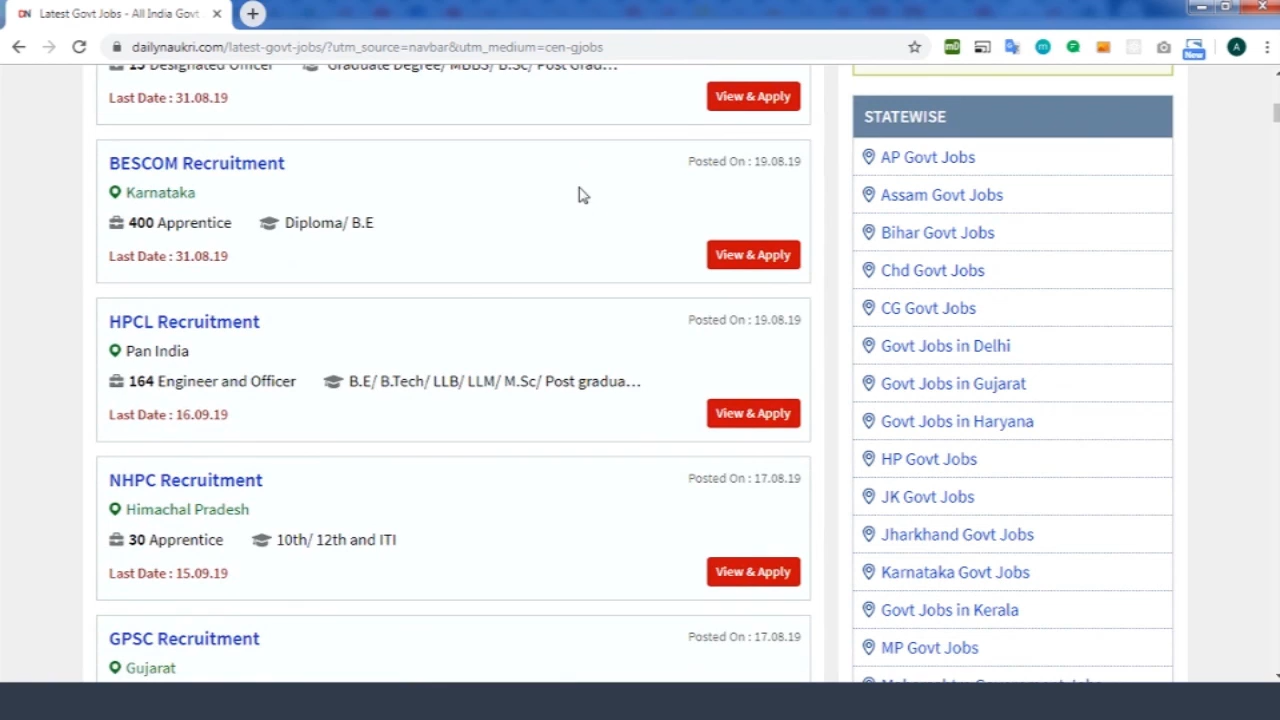 Latest Govt Jobs - All India Govt
dailynaukri.com/latest-govt-jobs/?utm_source=navbar&utm_medium=cen-gjobs
New
A
15 Designated Officer Graduate Degree/ MBBS/ B.Sc/ Post Grad...
Last Date : 31.08.19
View & Apply
BESCOM Recruitment
Posted On : 19.08.19
Karnataka
400 Apprentice Diploma/ B.E
Last Date : 31.08.19
View & Apply
HPCL Recruitment
Posted On : 19.08.19
Pan India
164 Engineer and Officer B.E/ B.Tech/ LLB/ LLM/ M.Sc/ Post gradua...
Last Date : 16.09.19
View & Apply
NHPC Recruitment
Posted On : 17.08.19
Himachal Pradesh
30 Apprentice 10th/ 12th and ITI
Last Date : 15.09.19
View & Apply
GPSC Recruitment
Posted On : 17.08.19
Gujarat
STATEWISE
AP Govt Jobs
Assam Govt Jobs
Bihar Govt Jobs
Chd Govt Jobs
CG Govt Jobs
Govt Jobs in Delhi
Govt Jobs in Gujarat
Govt Jobs in Haryana
HP Govt Jobs
JK Govt Jobs
Jharkhand Govt Jobs
Karnataka Govt Jobs
Govt Jobs in Kerala
MP Govt Jobs